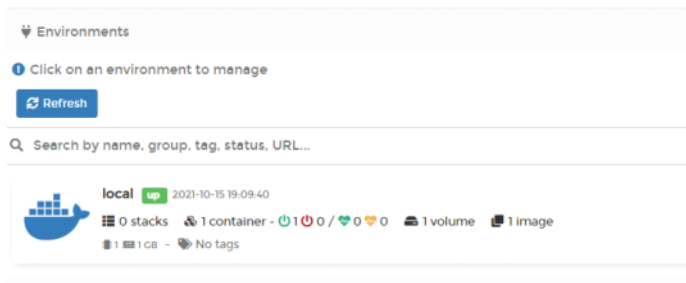 Environments
Click on an environment to manage
Refresh
Search by name, group, tag, status, URL...
local up 2021-10-15 19:09:40
0 stacks 1 container - 1 0 / 0 0 1 volume 1 image
1 1 GB - No tags